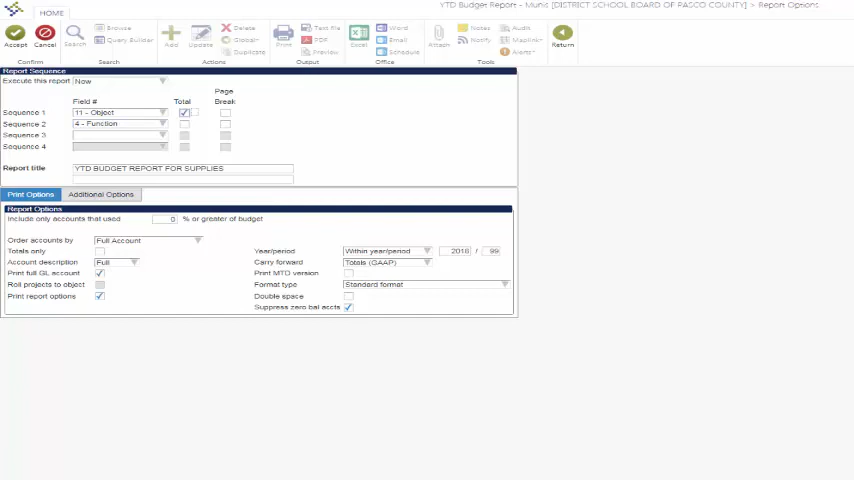 YTD Budget Report - Munis [DISTRICT SCHOOL BOARD OF PASCO COUNTY] > Report Options
HOME
Accept Cancel Search Browse Query Builder Add Update Delete Global Duplicate Print Text file PDF Preview Excel Word Email Schedule Attach Notes Notify Audit Maplink Alerts Return
Confirm Search Actions Output Office Tools
Report Sequence
Execute this report Now
Page
Field # Total Break
Sequence 1 11 - Object
Sequence 2 4 - Function
Sequence 3
Sequence 4
Report title YTD BUDGET REPORT FOR SUPPLIES
Print Options Additional Options
Report Options
Include only accounts that used 0 % or greater of budget
Order accounts by Full Account
Totals only Year/period Within year/period 2018 / 99
Account description Full Carry forward Totals (GAAP)
Print full GL account Print MTD version
Roll projects to object Format type Standard format
Print report options Double space
Suppress zero bal accts